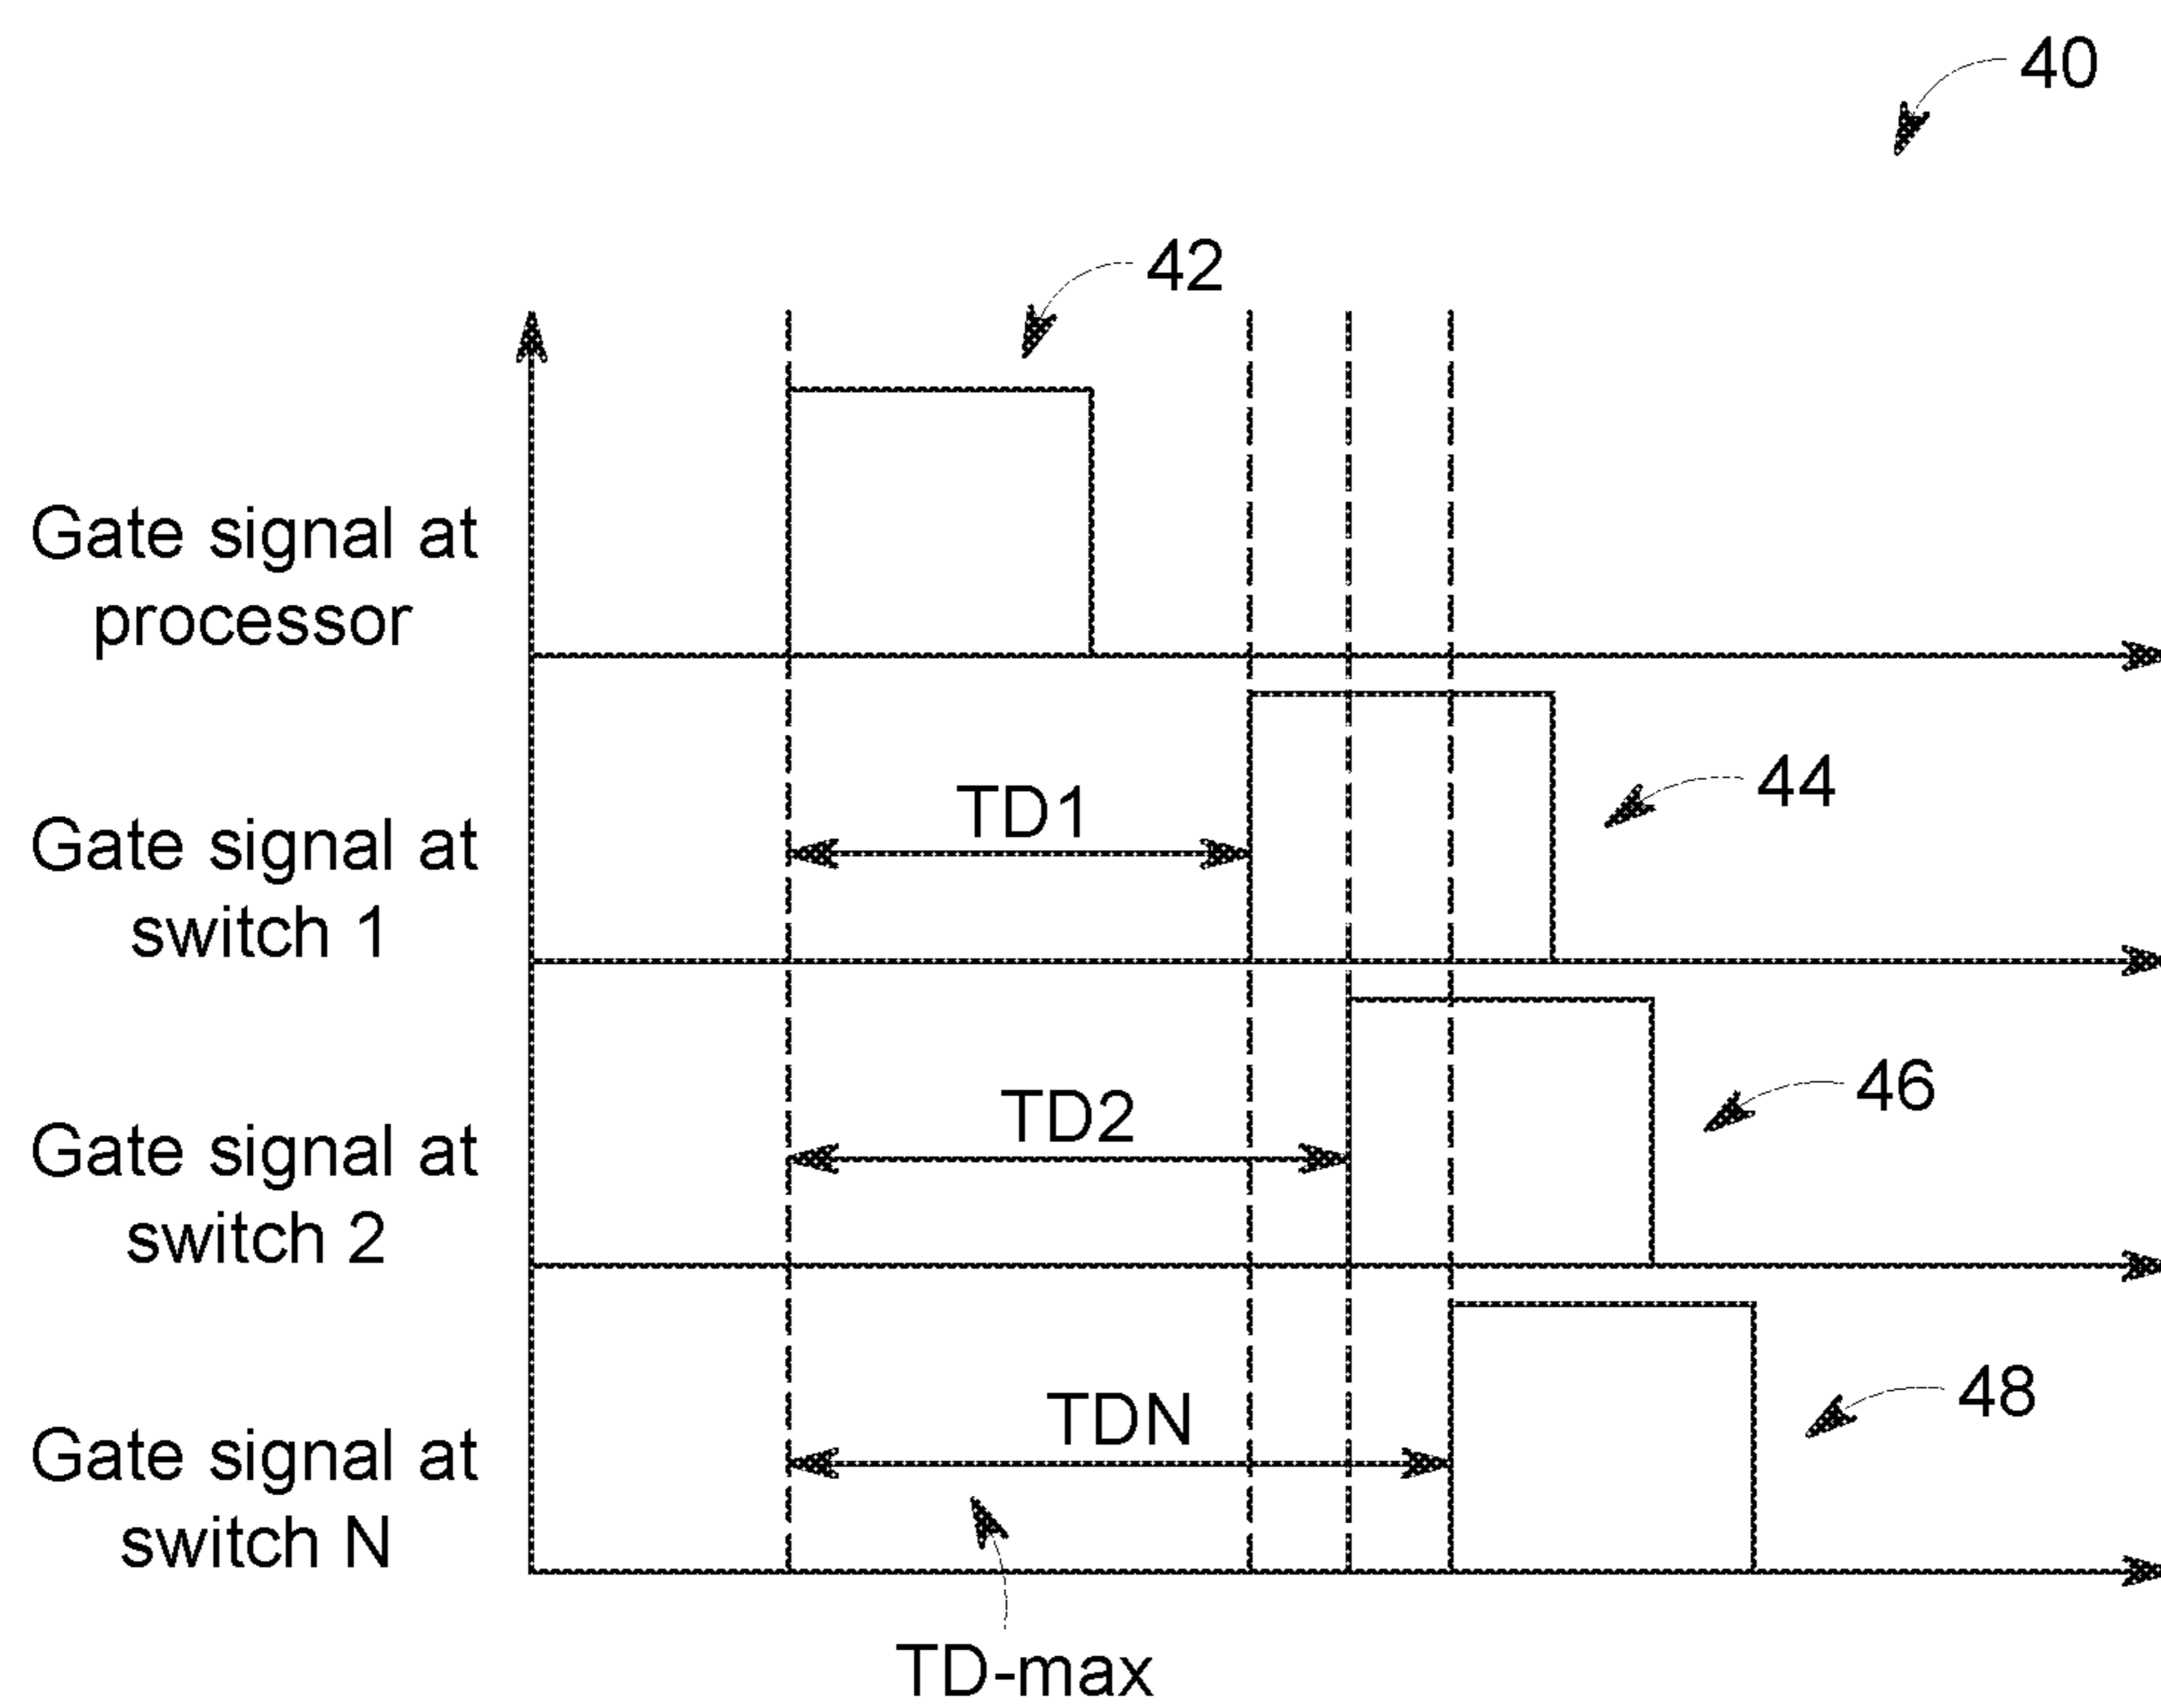 40
42
Gate signal at
processor
Gate signal at
switch 1
TD1
44
Gate signal at
switch 2
TD2
46
Gate signal at
switch N
TDN
48
TD-max